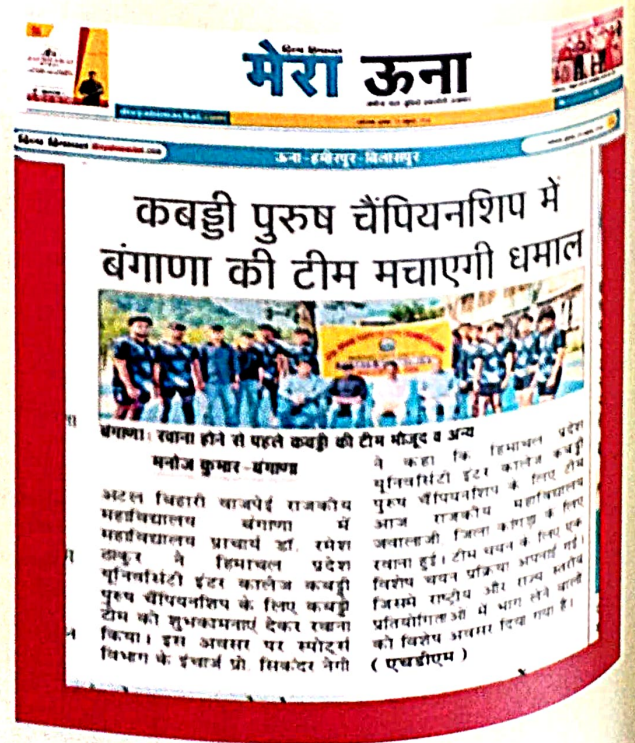 दिव्य हिमाचल
मेरा ऊना
divyahimachal.com
ऊना-हमीरपुर-बिलासपुर
कबड्डी पुरुष चैंपियनशिप में
बंगाणा की टीम मचाएगी धमाल
बंगाणा। रवाना होने से पहले कबड्डी की टीम मौजूद व अन्य
मनोज कुमार-बंगाणा
अटल बिहारी वाजपेई राजकीय
महाविद्यालय बंगाणा में
महाविद्यालय प्राचार्य डॉ. रमेश
ठाकुर ने हिमाचल प्रदेश
यूनिवर्सिटी इंटर कालेज कबड्डी
पुरुष चैंपियनशिप के लिए कबड्डी
टीम को शुभकामनाएं देकर रवाना
किया। इस अवसर पर स्पोर्ट्स
विभाग के इंचार्ज प्रो. सिकंदर नेगी
ने कहा कि हिमाचल प्रदेश
यूनिवर्सिटी इंटर कालेज कबड्डी
पुरुष चैंपियनशिप के लिए टीम
आज राजकीय महाविद्यालय
ज्वालाजी जिला कांगड़ा के लिए
रवाना हुई। टीम चयन के लिए एक
विशेष चयन प्रक्रिया अपनाई गई।
जिसमे राष्ट्रीय और राज्य स्तरीय
प्रतियोगिताओं में भाग लेने वालों
को विशेष अवसर दिया गया है।
(एचडीएम)